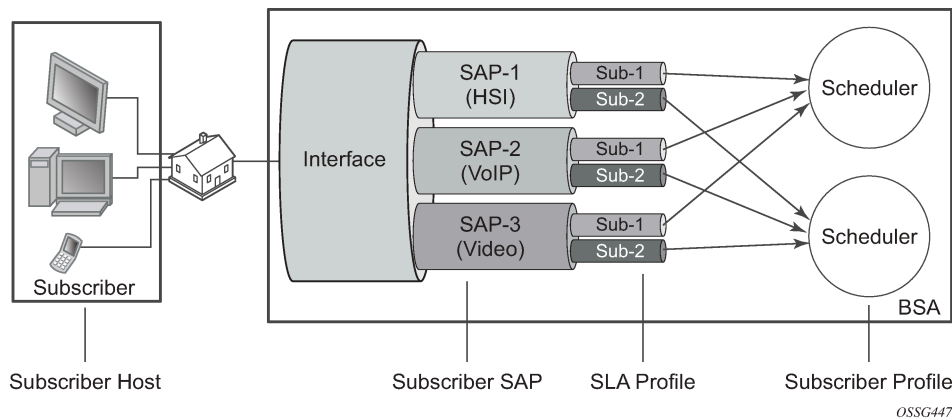 Subscriber
Interface
SAP-1
(HSI)
Sub-1
Sub-2
SAP-2
(VoIP)
Sub-1
Sub-2
SAP-3
(Video)
Sub-1
Sub-2
Scheduler
Scheduler
BSA
Subscriber Host
Subscriber SAP
SLA Profile
Subscriber Profile
OSSG447